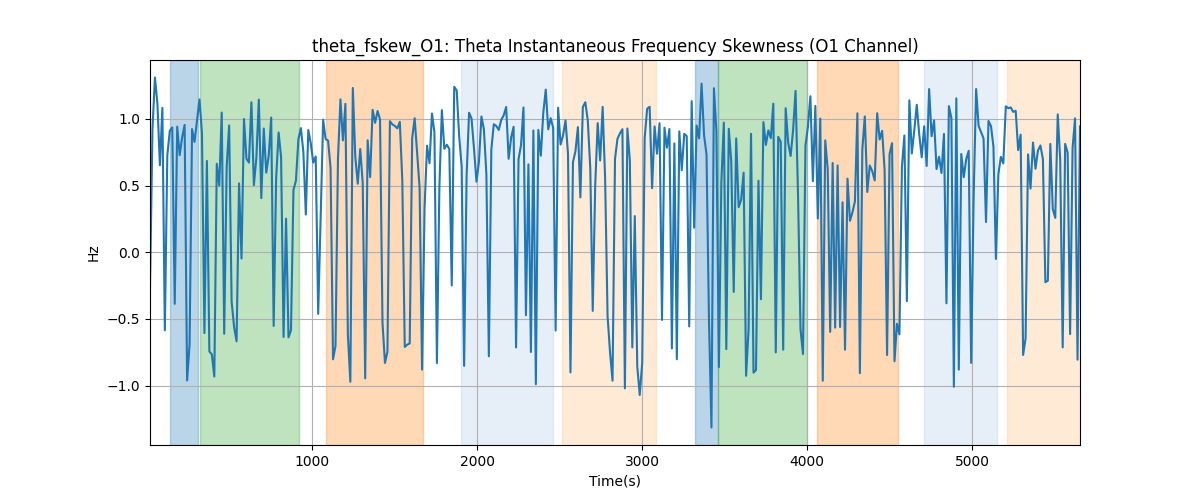 theta_fskew_O1: Theta Instantaneous Frequency Skewness (O1 Channel)
1.0
0.5
0.0
−0.5
−1.0
Hz
1000 2000 3000 4000 5000
Time(s)